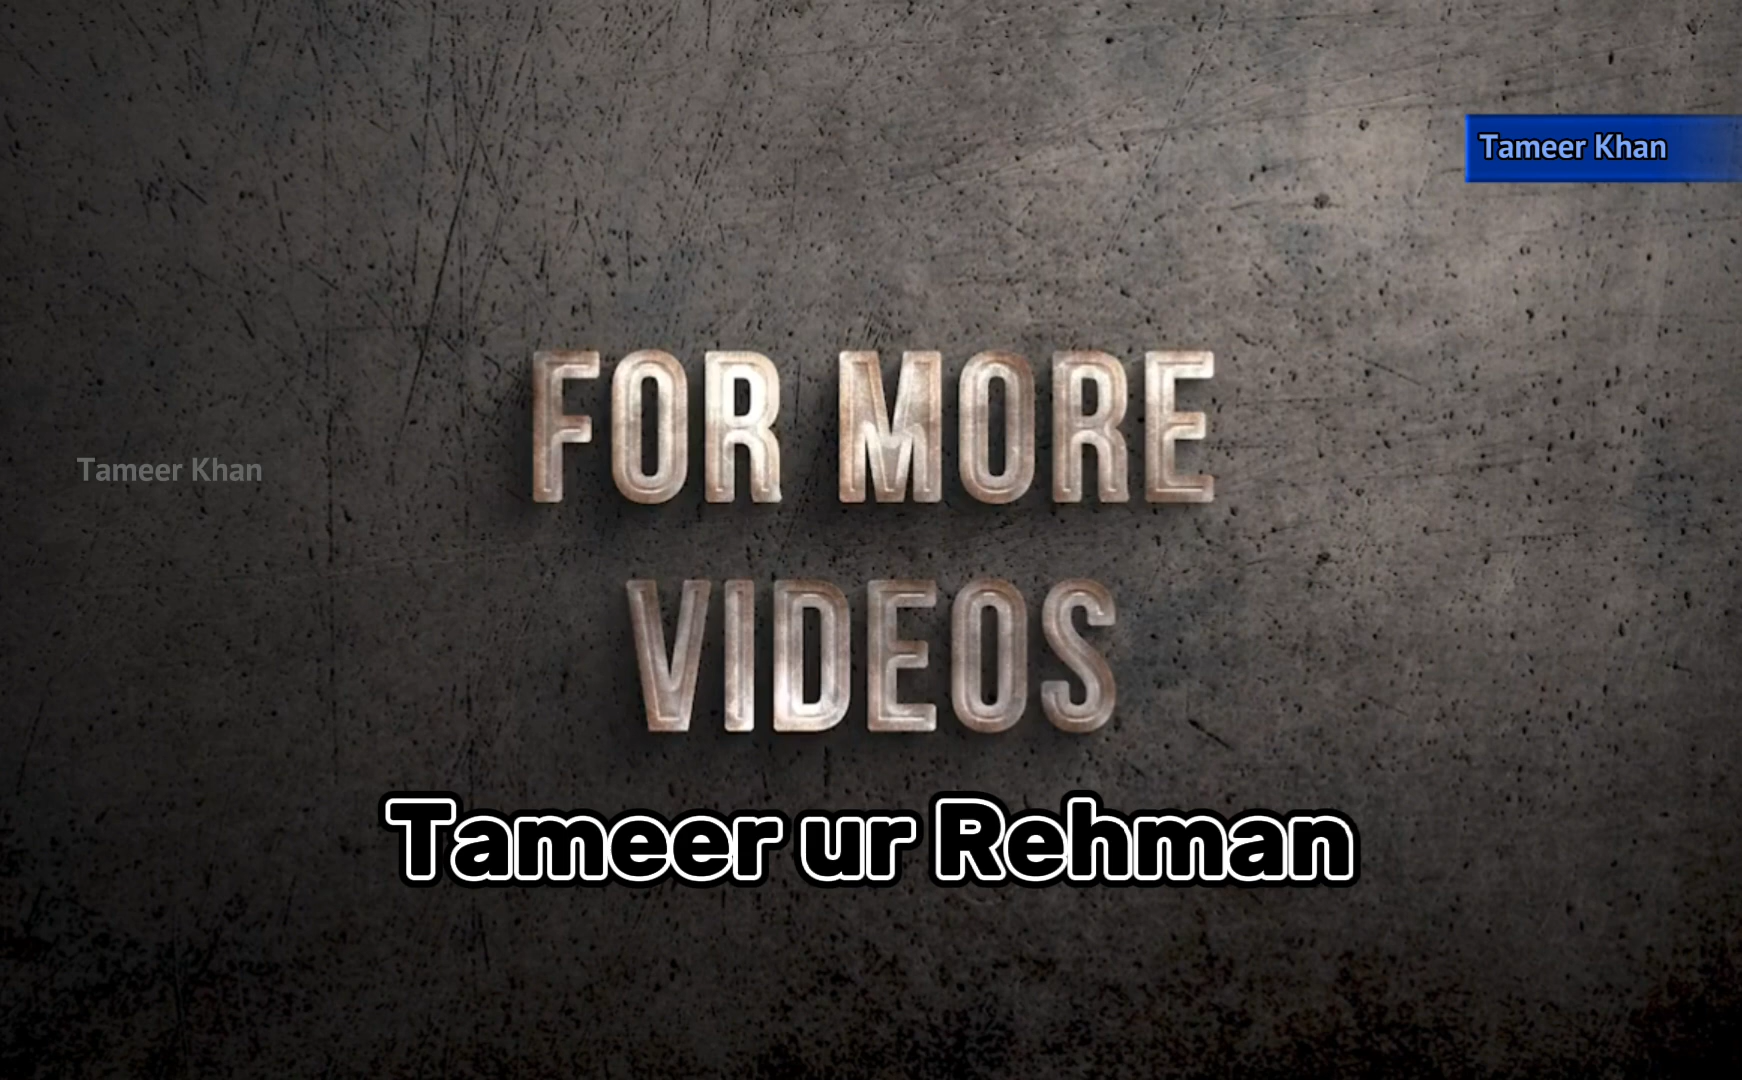 Tameer Khan
FOR MORE
Tameer Khan
VIDEOS
Tameer ur Rehman